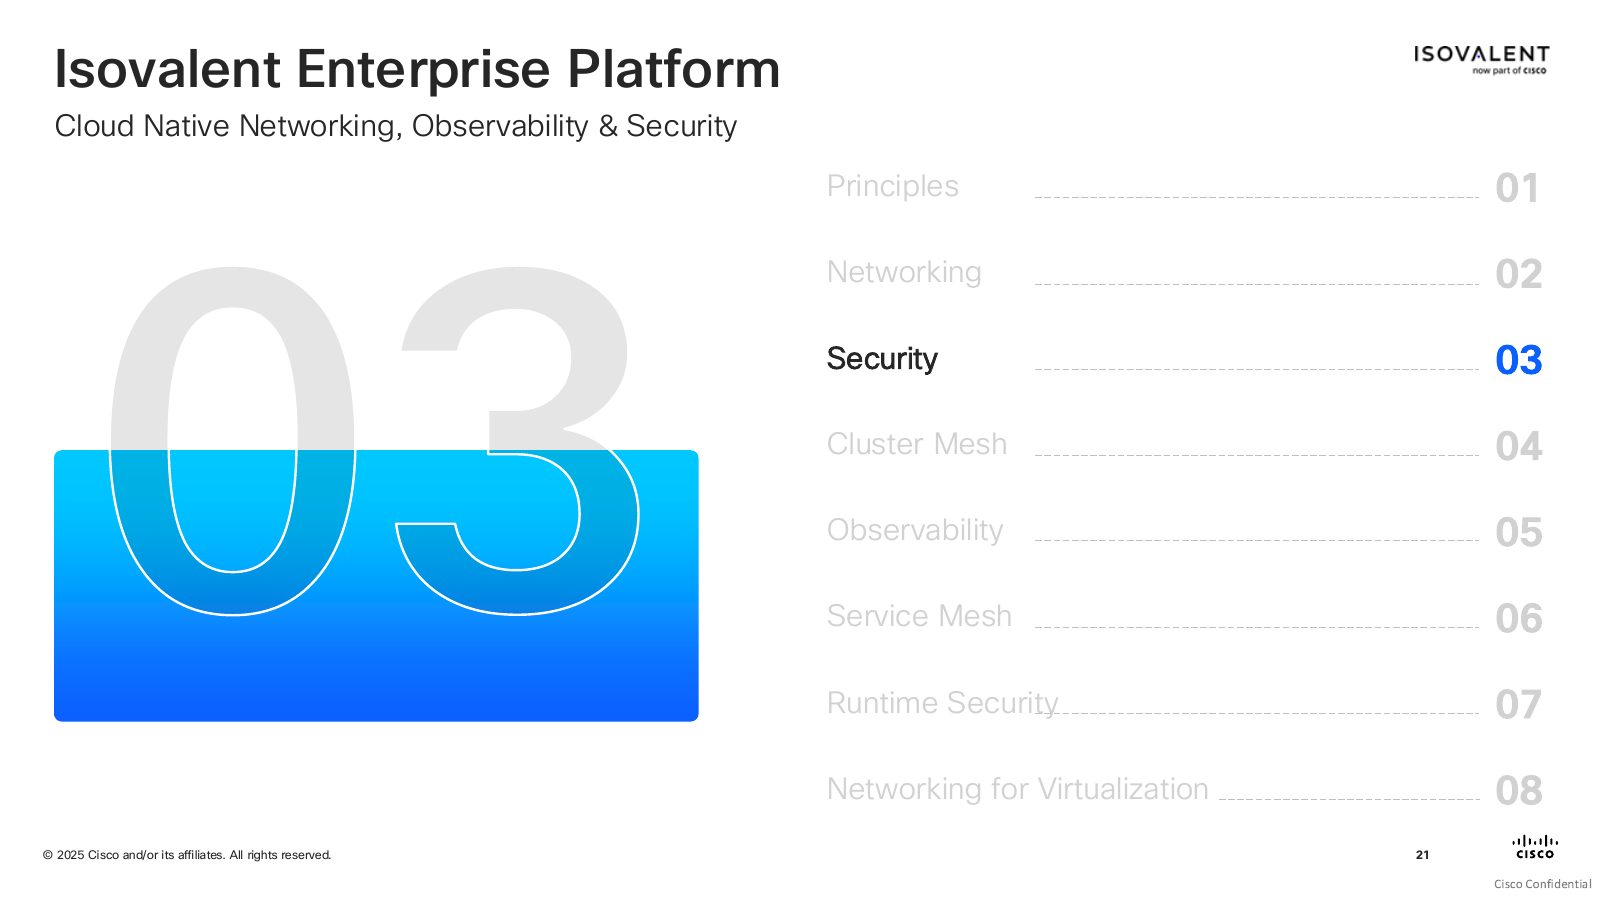 Isovalent Enterprise Platform
Cloud Native Networking, Observability & Security
ISOVALENT
now part of CISCO
03
Principles 01
Networking 02
Security 03
Cluster Mesh 04
Observability 05
Service Mesh 06
Runtime Security 07
Networking for Virtualization 08
© 2025 Cisco and/or its affiliates. All rights reserved.
21
CISCO
Cisco Confidential